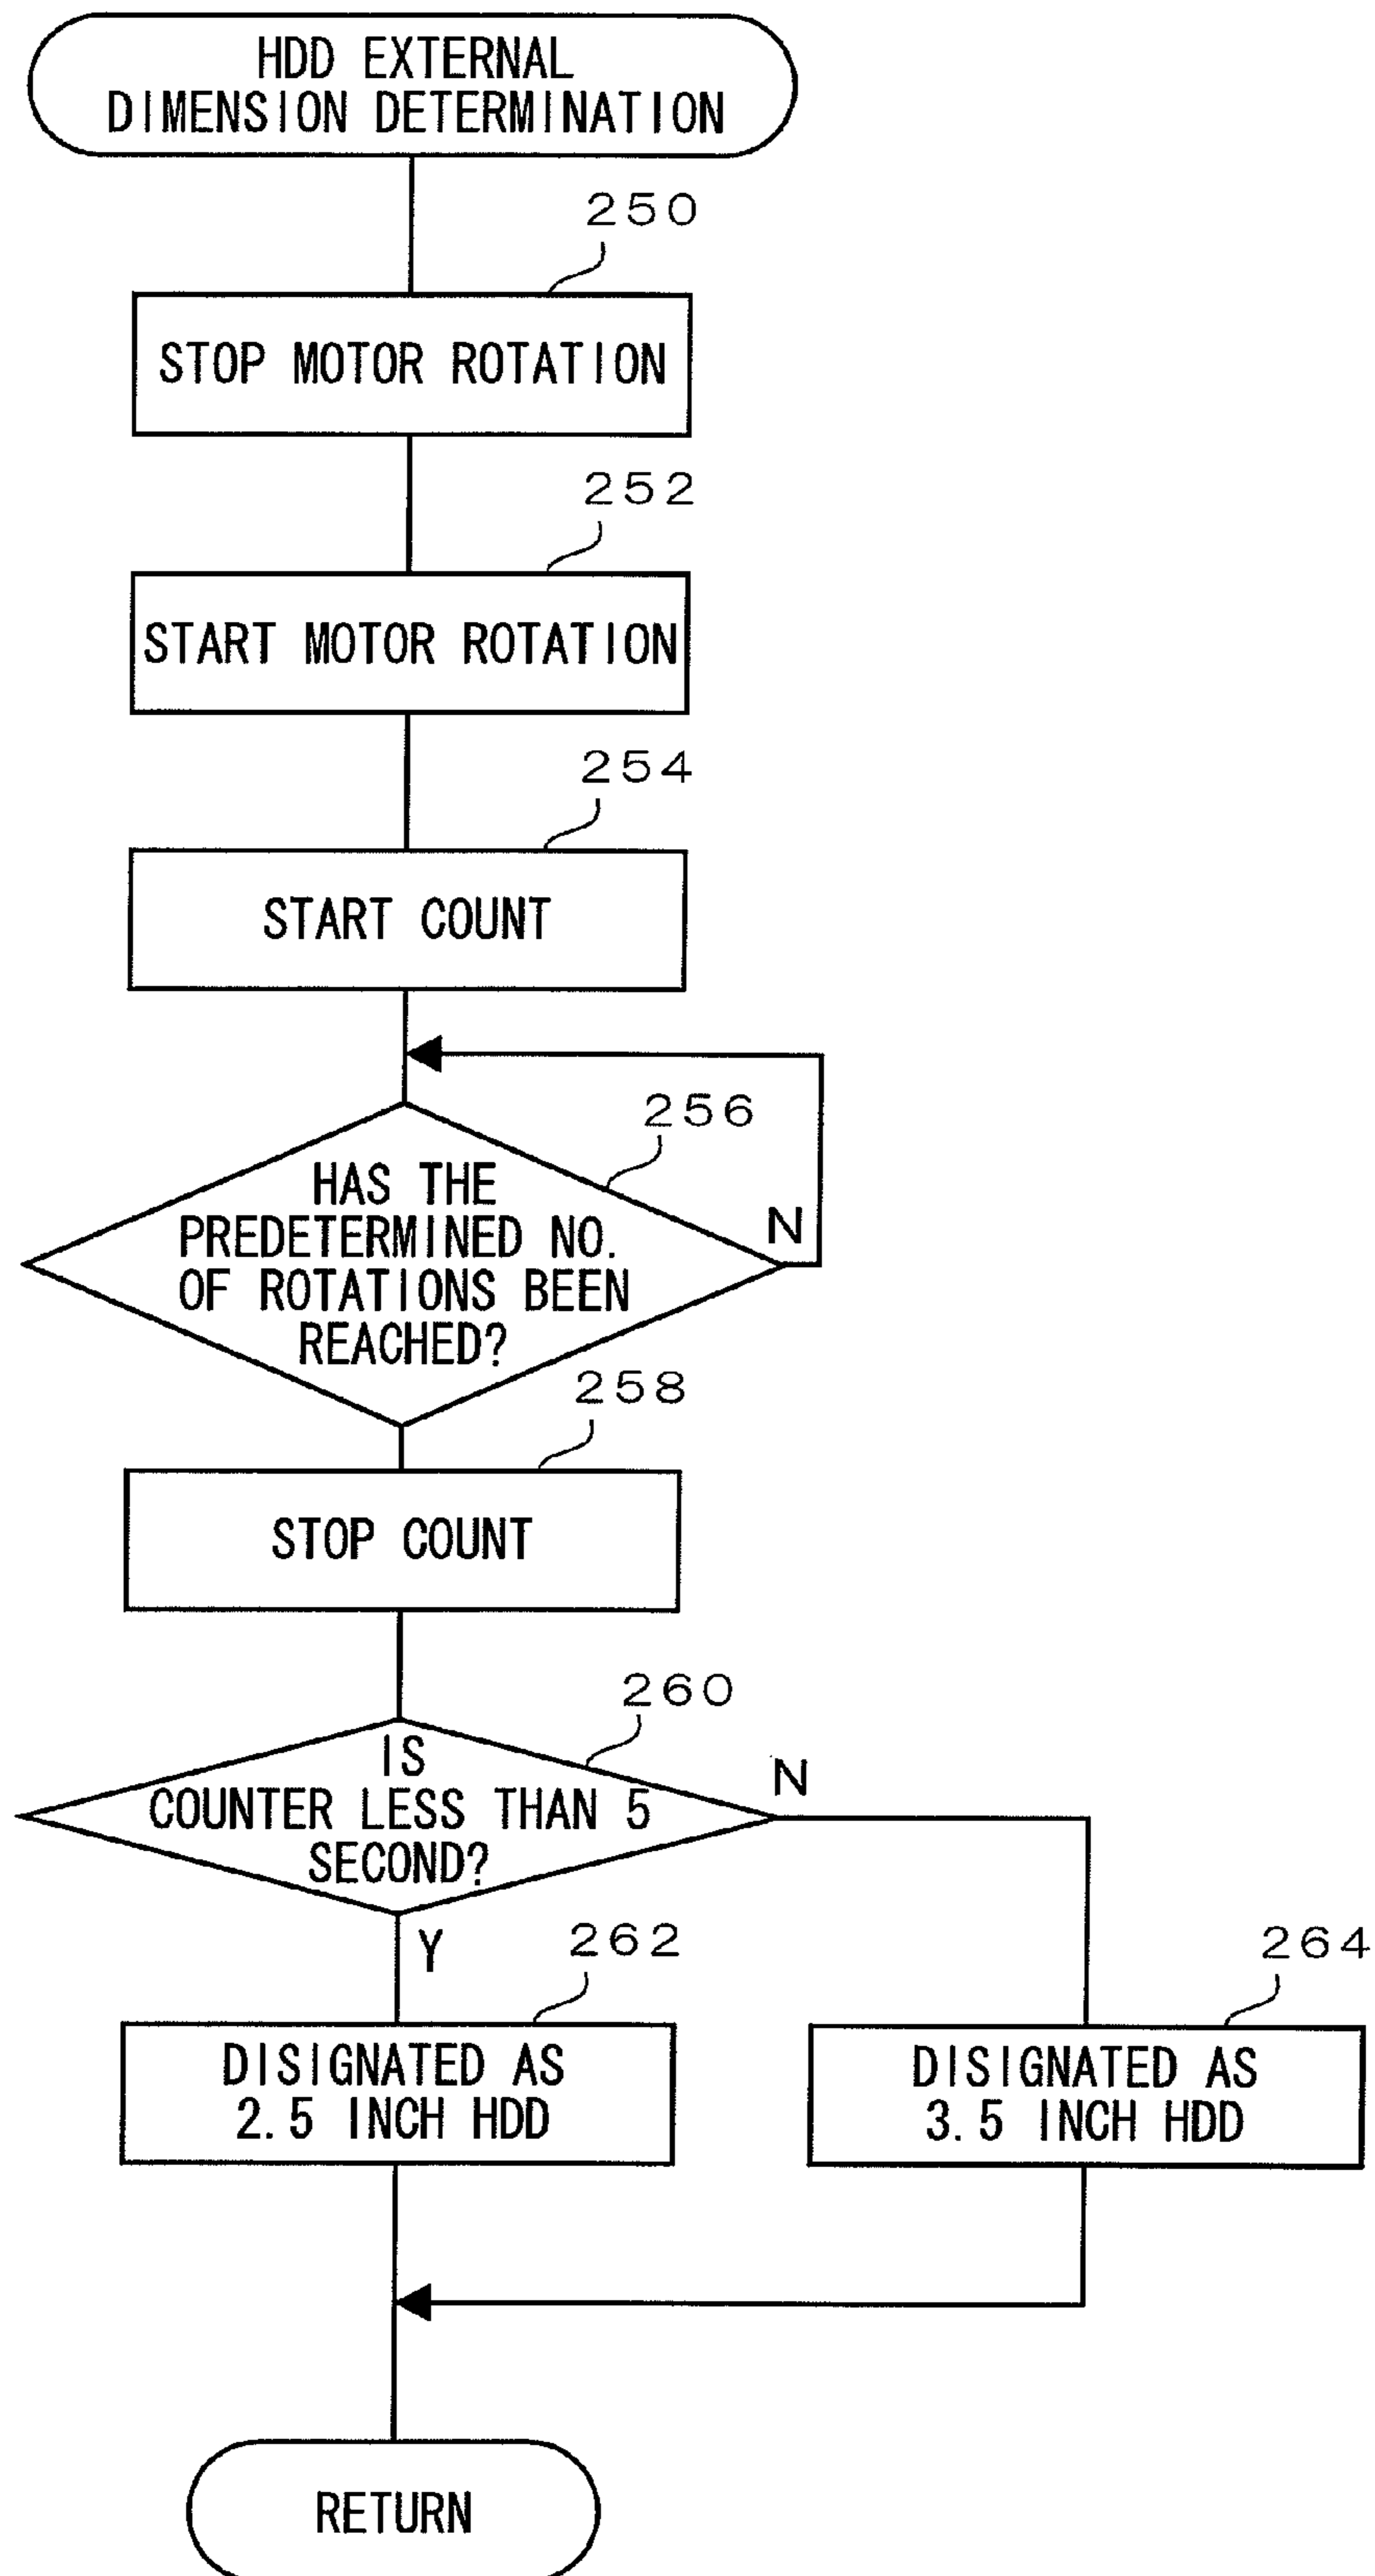 HDD EXTERNAL
DIMENSION DETERMINATION
250
STOP MOTOR ROTATION
252
START MOTOR ROTATION
254
START COUNT
256
HAS THE
PREDETERMINED NO.
OF ROTATIONS BEEN
REACHED?
N
258
STOP COUNT
260
IS
COUNTER LESS THAN 5
SECOND?
N
Y
262
DISIGNATED AS
2.5 INCH HDD
264
DISIGNATED AS
3.5 INCH HDD
RETURN